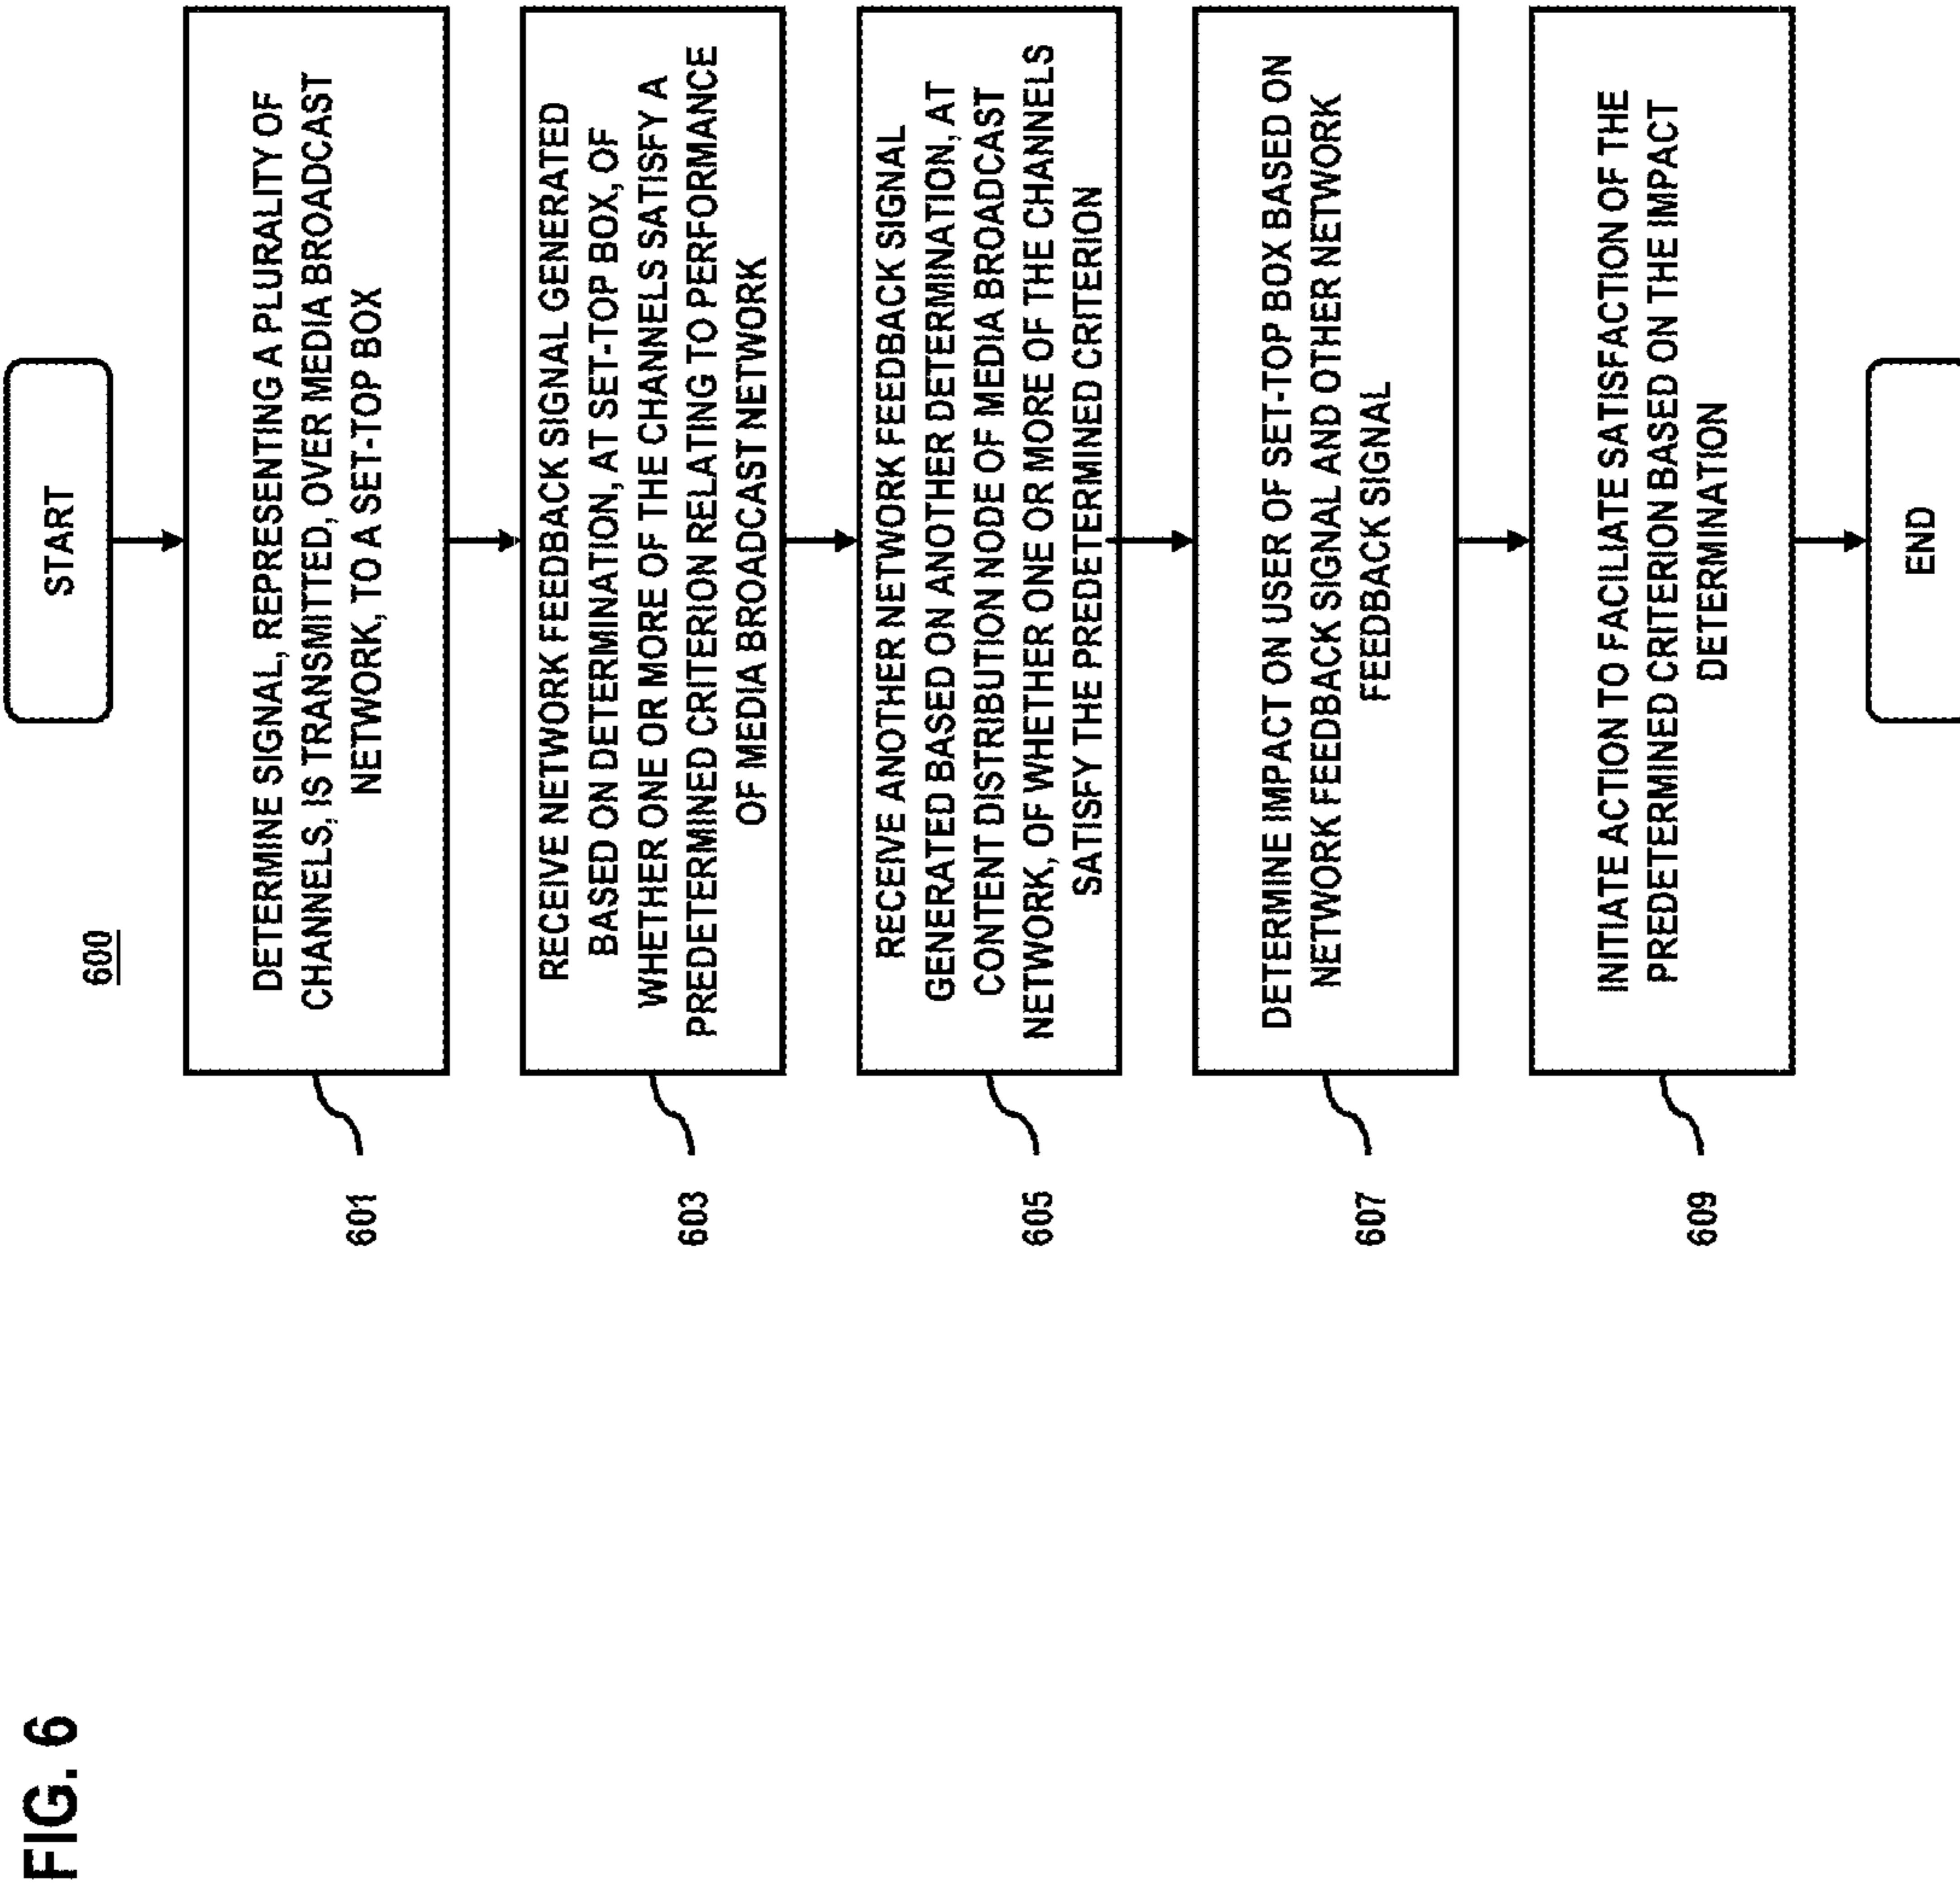 FIG. 6
600
START
DETERMINE SIGNAL, REPRESENTING A PLURALITY OF
CHANNELS, IS TRANSMITTED, OVER MEDIA BROADCAST
NETWORK, TO A SET-TOP BOX
601
RECEIVE NETWORK FEEDBACK SIGNAL GENERATED
BASED ON DETERMINATION, AT SET-TOP BOX, OF
WHETHER ONE OR MORE OF THE CHANNELS SATISFY A
PREDETERMINED CRITERION RELATING TO PERFORMANCE
OF MEDIA BROADCAST NETWORK
603
RECEIVE ANOTHER NETWORK FEEDBACK SIGNAL
GENERATED BASED ON ANOTHER DETERMINATION, AT
CONTENT DISTRIBUTION NODE OF MEDIA BROADCAST
NETWORK, OF WHETHER ONE OR MORE OF THE CHANNELS
SATISFY THE PREDETERMINED CRITERION
605
DETERMINE IMPACT ON USER OF SET-TOP BOX BASED ON
NETWORK FEEDBACK SIGNAL AND OTHER NETWORK
FEEDBACK SIGNAL
607
INITIATE ACTION TO FACILIATE SATISFACTION OF THE
PREDETERMINED CRITERION BASED ON THE IMPACT
DETERMINATION
609
END